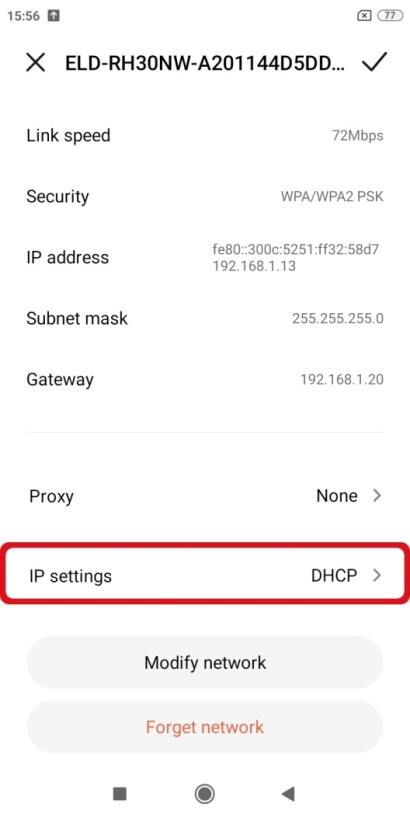 15:56 77
ELD-RH30NW-A201144D5DD...
Link speed 72Mbps
Security WPA/WPA2 PSK
IP address fe80::300c:5251:ff32:58d7
192.168.1.13
Subnet mask 255.255.255.0
Gateway 192.168.1.20
Proxy None
IP settings DHCP
Modify network
Forget network